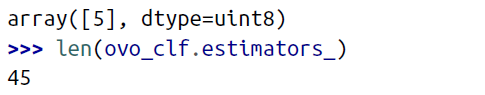 array([5], dtype=uint8)
>>> len(ovo_clf.estimators_)
45